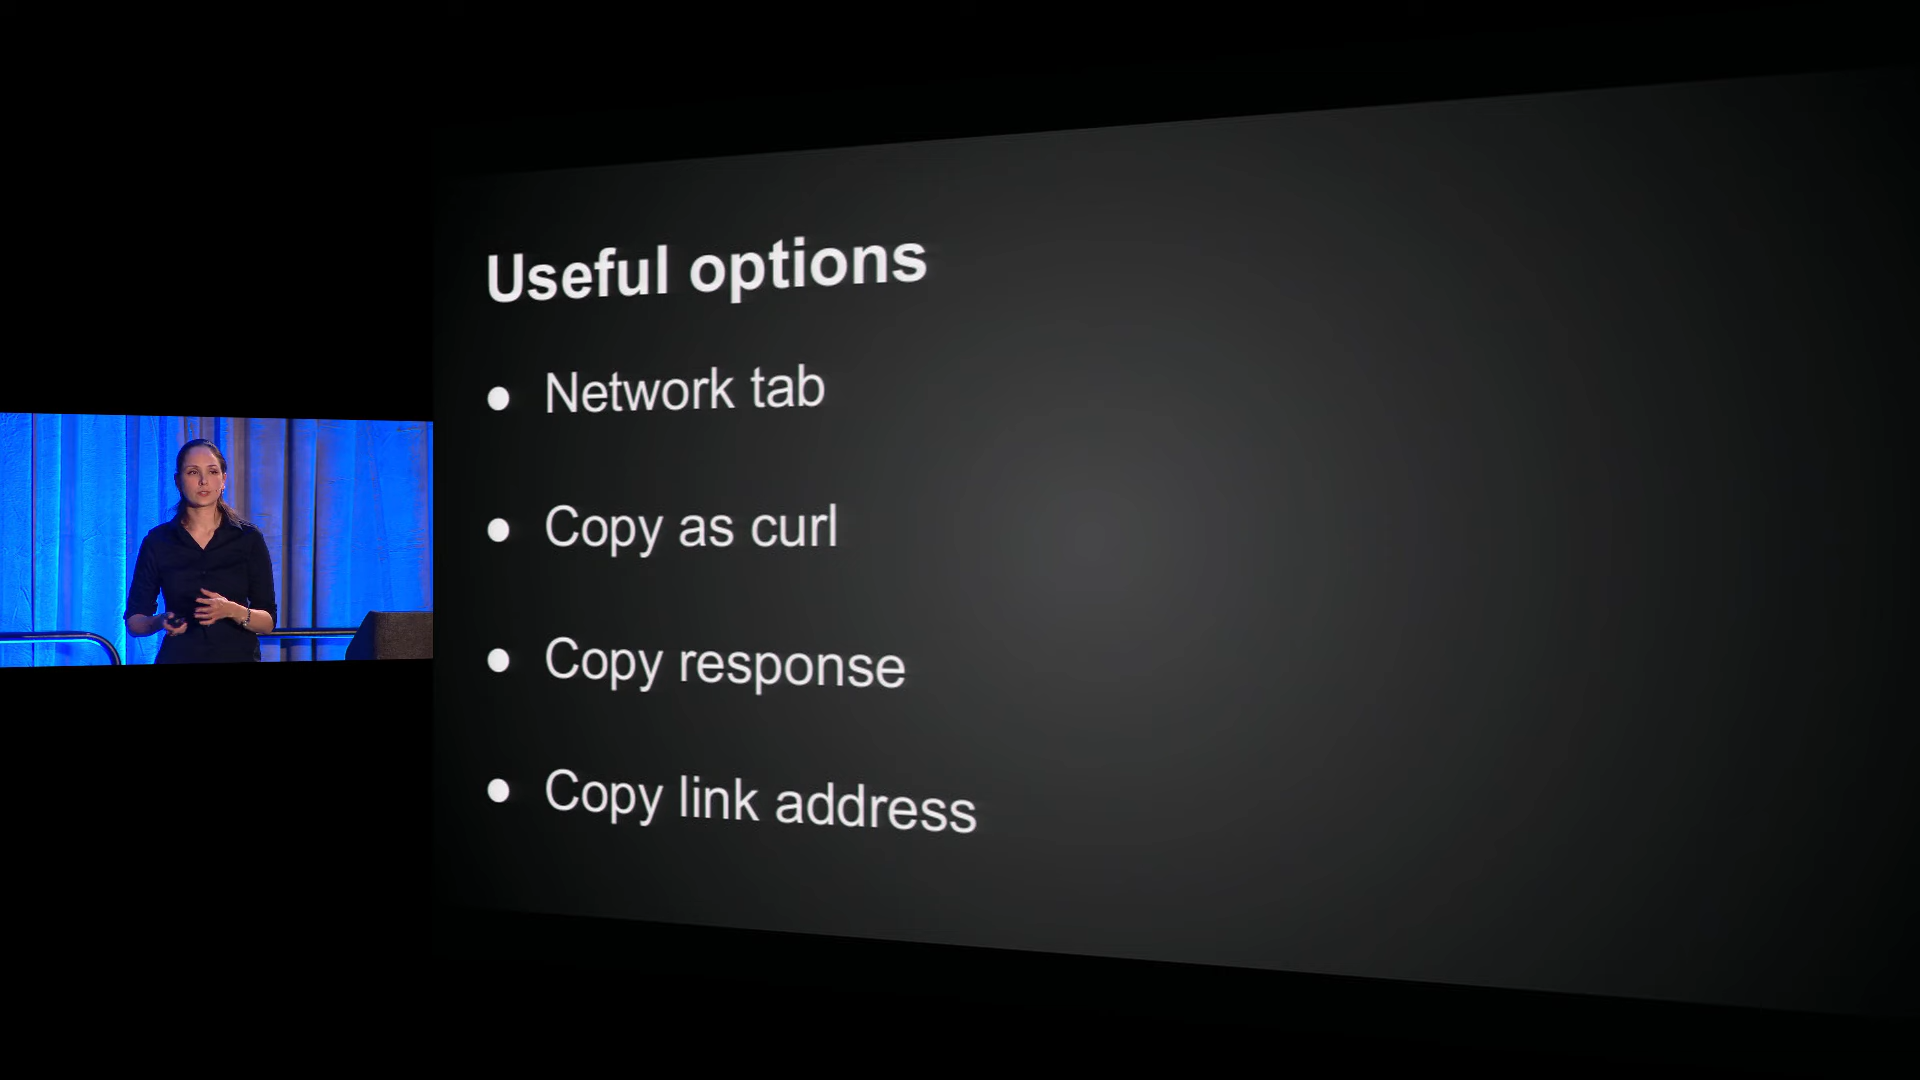 Useful options
● Network tab
● Copy as curl
● Copy response
● Copy link address